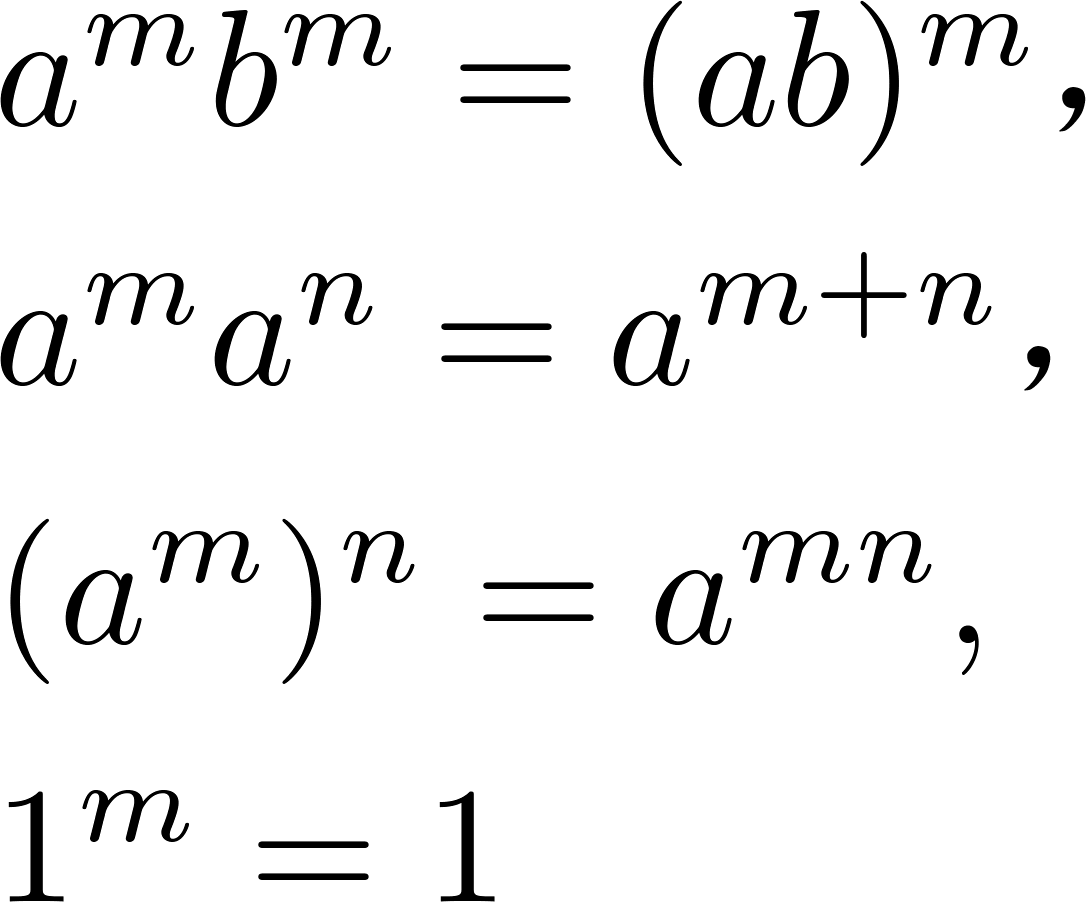 a^m b^m = (ab)^m,
a^m a^n = a^{m+n},
(a^m)^n = a^{mn},
1^m = 1